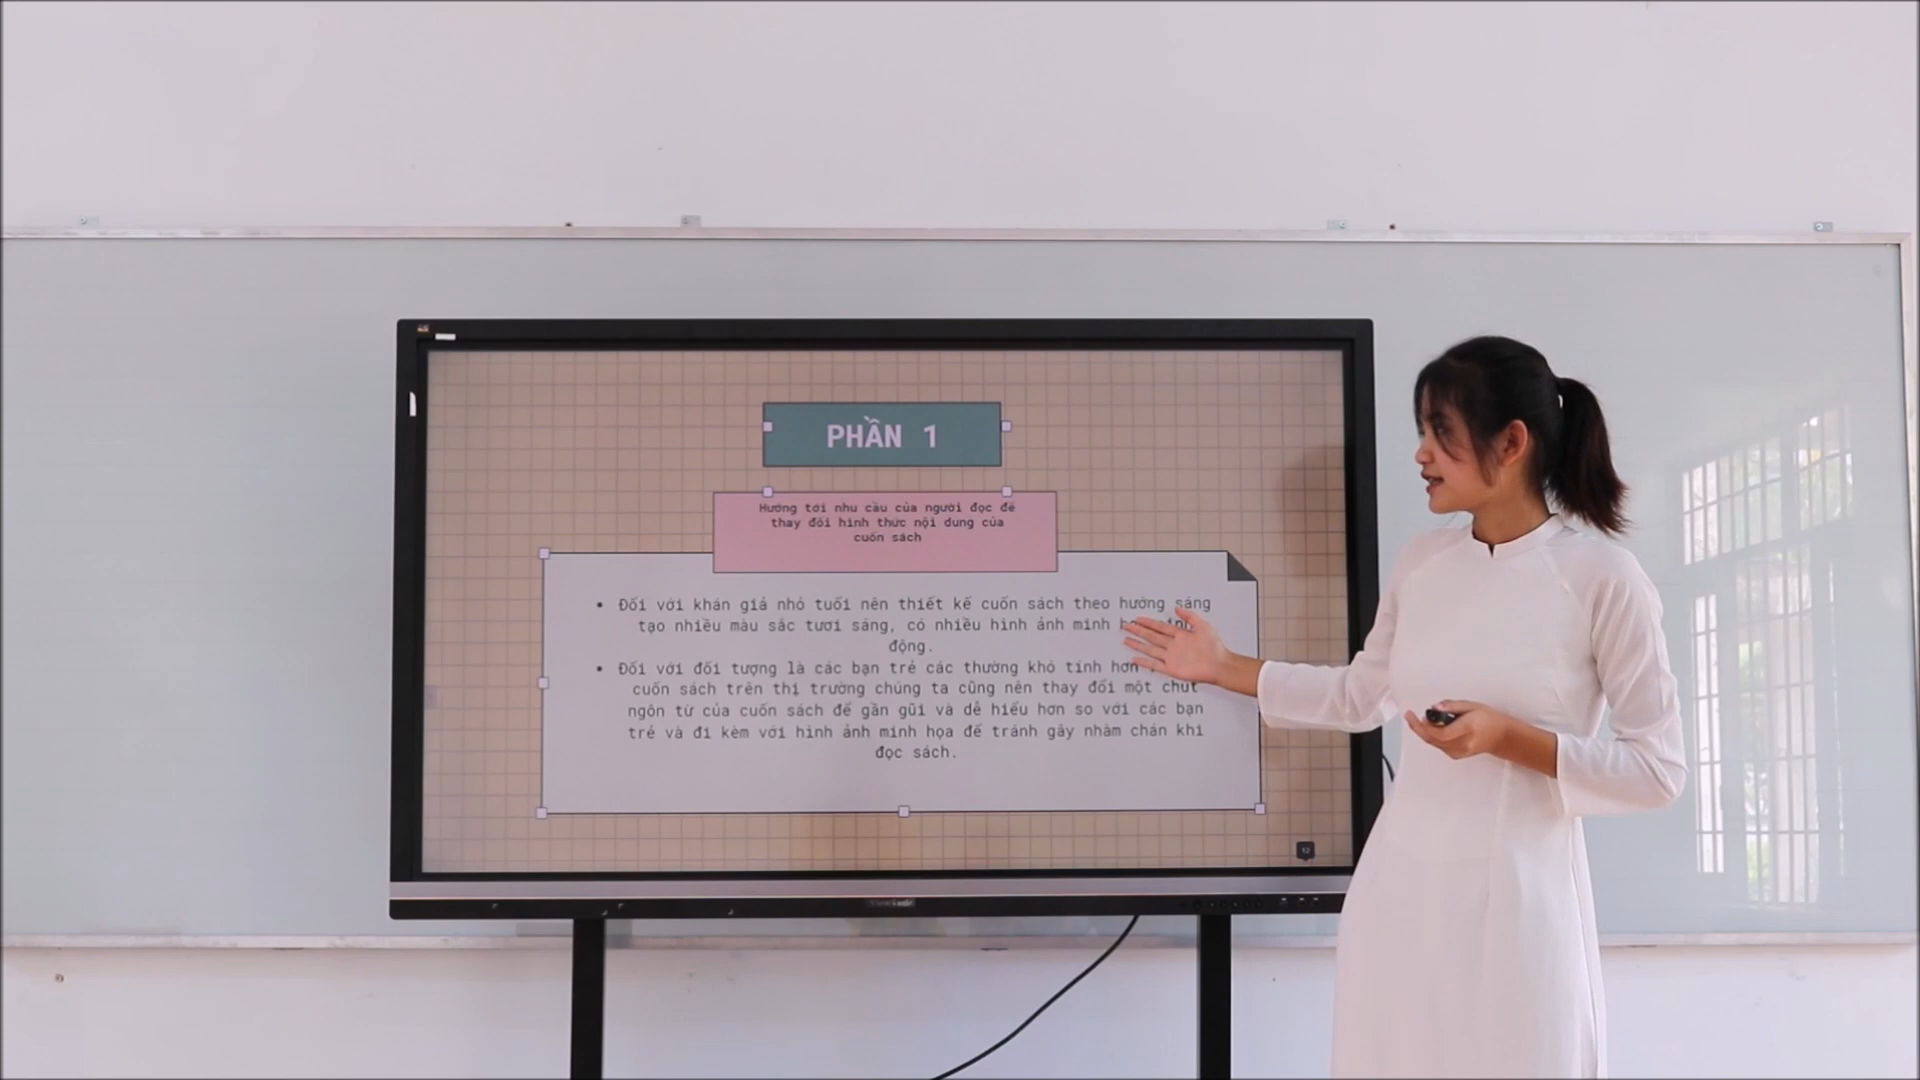 PHẦN 1
Hướng tới nhu cầu của người đọc để
thay đổi hình thức nội dung của
cuốn sách
• Đối với khán giả nhỏ tuổi nên thiết kế cuốn sách theo hướng sáng
tạo nhiều màu sắc tươi sáng, có nhiều hình ảnh minh
động.
• Đối với đối tượng là các bạn trẻ các thường khó tính hơn
cuốn sách trên thị trường chúng ta cũng nên thay đổi một chút
ngôn từ của cuốn sách để gần gũi và dễ hiểu hơn so với các bạn
trẻ và đi kèm với hình ảnh minh họa để tránh gây nhàm chán khi
đọc sách.
12
ViewSonic